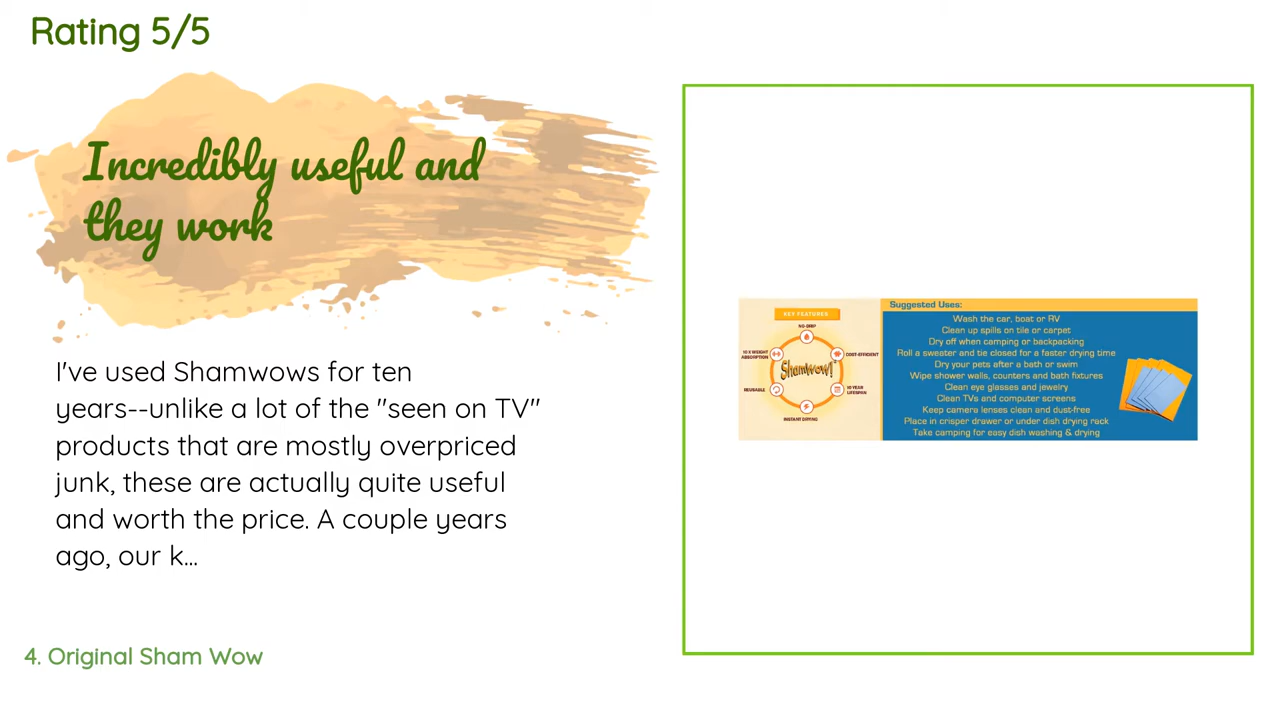 Rating 5/5
Incredibly useful and
they work
I've used Shamwows for ten
years--unlike a lot of the "seen on TV"
products that are mostly overpriced
junk, these are actually quite useful
and worth the price. A couple years
ago, our k...
4. Original Sham Wow
KEY FEATURES
NO-DRIP
10 X WEIGHT
ABSORPTION
COST-EFFICIENT
Shamwow!
REUSABLE
10 YEAR
LIFESPAN
INSTANT DRYING
Suggested Uses:
Wash the car, boat or RV
Clean up spills on tile or carpet
Dry off when camping or backpacking
Roll a sweater and tie closed for a faster drying time
Dry your pets after a bath or swim
Wipe shower walls, counters and bath fixtures
Clean eye glasses and jewelry
Clean TVs and computer screens
Keep camera lenses clean and dust-free
Place in crisper drawer or under dish drying rack
Take camping for easy dish washing & drying